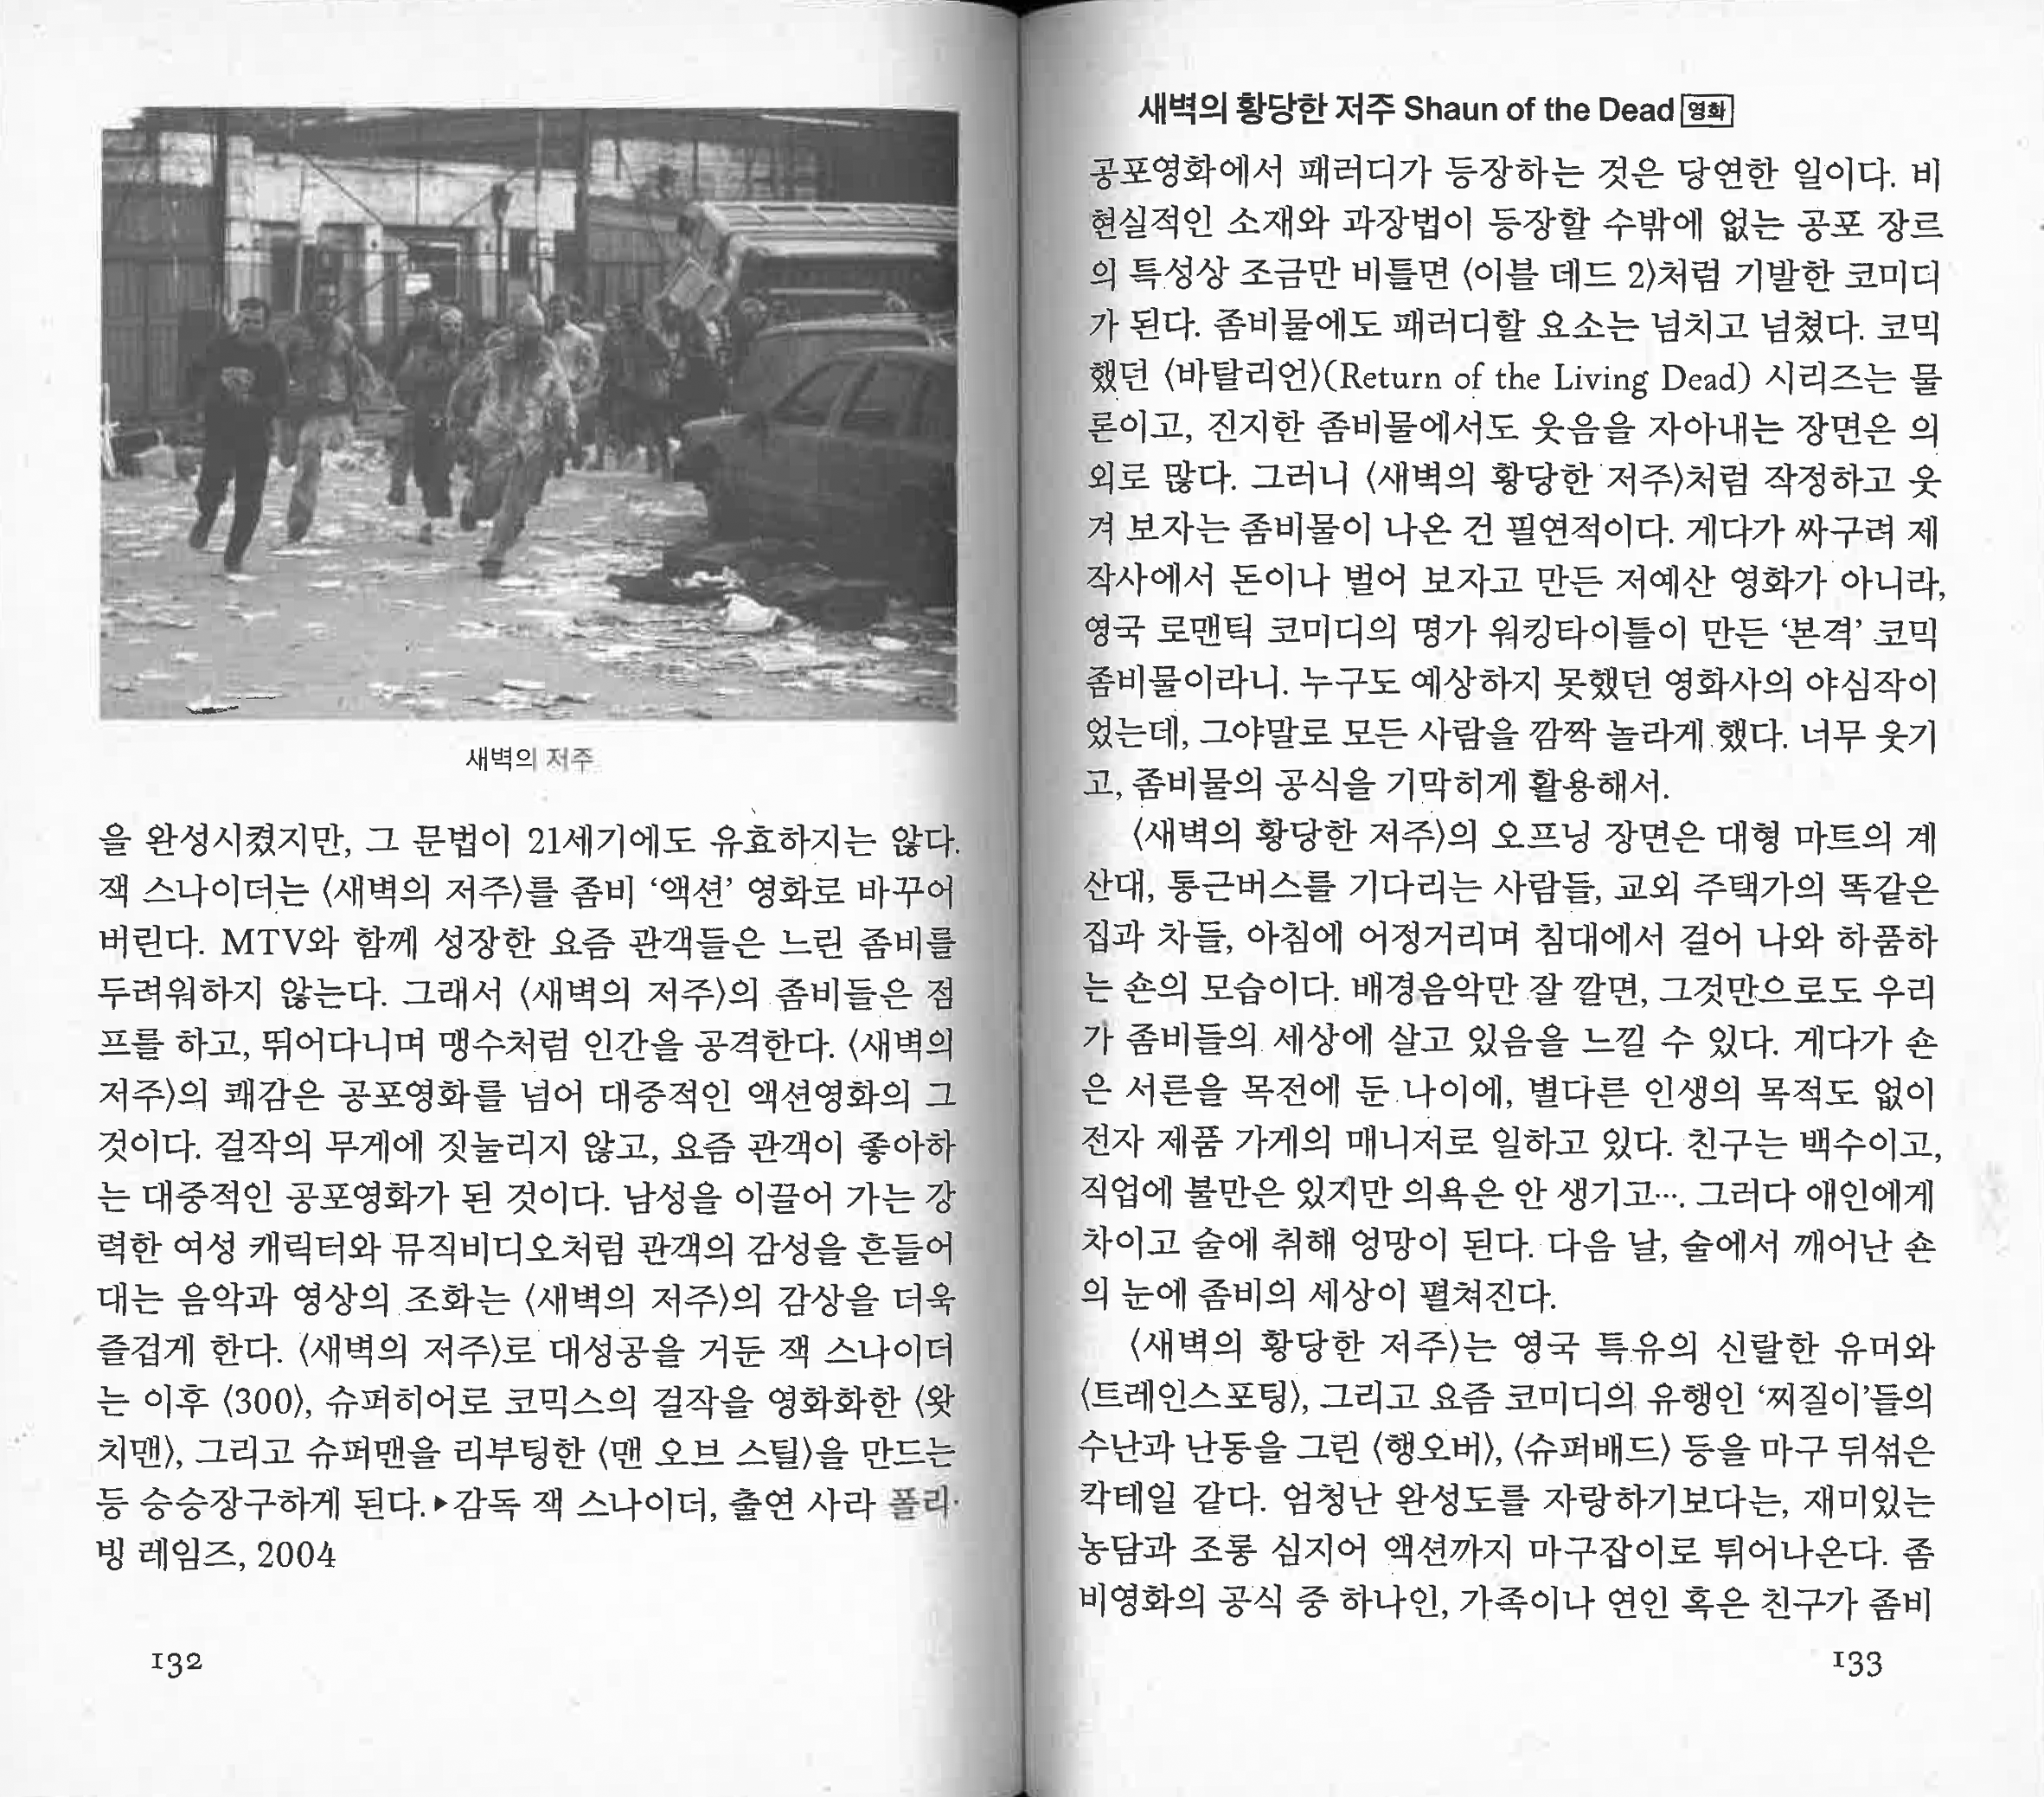 새벽의 저주
을 완성시켰지만, 그 문법이 21세기에도 유효하지는 않다.
잭 스나이더는 〈새벽의 저주〉를 좀비 ‘액션’ 영화로 바꾸어
버린다. MTV와 함께 성장한 요즘 관객들은 느린 좀비를
두려워하지 않는다. 그래서 〈새벽의 저주〉의 좀비들은 점
프를 하고, 뛰어다니며 맹수처럼 인간을 공격한다. 〈새벽의
저주〉의 쾌감은 공포영화를 넘어 대중적인 액션영화의 그
것이다. 걸작의 무게에 짓눌리지 않고, 요즘 관객이 좋아하
는 대중적인 공포영화가 된 것이다. 남성을 이끌어 가는 강
력한 여성 캐릭터와 뮤직비디오처럼 관객의 감성을 흔들어
대는 음악과 영상의 조화는 〈새벽의 저주〉의 감상을 더욱
즐겁게 한다. 〈새벽의 저주〉로 대성공을 거둔 잭 스나이더
는 이후 〈300〉, 슈퍼히어로 코믹스의 걸작을 영화화한 〈왓
치맨〉, 그리고 슈퍼맨을 리부팅한 〈맨 오브 스틸〉을 만드는
등 승승장구하게 된다.▶감독 잭 스나이더, 출연 사라 폴리·
빙 레임즈, 2004
132
새벽의 황당한 저주 Shaun of the Dead 영화
공포영화에서 패러디가 등장하는 것은 당연한 일이다. 비
현실적인 소재와 과장법이 등장할 수밖에 없는 공포 장르
의 특성상 조금만 비틀면 〈이블 데드 2〉처럼 기발한 코미디
가 된다. 좀비물에도 패러디할 요소는 넘치고 넘쳤다. 코믹
했던 〈바탈리언〉(Return of the Living Dead) 시리즈는 물
론이고, 진지한 좀비물에서도 웃음을 자아내는 장면은 의
외로 많다. 그러니 〈새벽의 황당한 저주〉처럼 작정하고 웃
겨 보자는 좀비물이 나온 건 필연적이다. 게다가 싸구려 제
작사에서 돈이나 벌어 보자고 만든 저예산 영화가 아니라,
영국 로맨틱 코미디의 명가 워킹타이틀이 만든 ‘본격’ 코믹
좀비물이라니. 누구도 예상하지 못했던 영화사의 야심작이
었는데, 그야말로 모든 사람을 깜짝 놀라게 했다. 너무 웃기
고, 좀비물의 공식을 기막히게 활용해서.
〈새벽의 황당한 저주〉의 오프닝 장면은 대형 마트의 계
산대, 통근버스를 기다리는 사람들, 교외 주택가의 똑같은
집과 차들, 아침에 어정거리며 침대에서 걸어 나와 하품하
는 숀의 모습이다. 배경음악만 잘 깔면, 그것만으로도 우리
가 좀비들의 세상에 살고 있음을 느낄 수 있다. 게다가 숀
은 서른을 목전에 둔 나이에, 별다른 인생의 목적도 없이
전자 제품 가게의 매니저로 일하고 있다. 친구는 백수이고,
직업에 불만은 있지만 의욕은 안 생기고…. 그러다 애인에게
차이고 술에 취해 엉망이 된다. 다음 날, 술에서 깨어난 숀
의 눈에 좀비의 세상이 펼쳐진다.
〈새벽의 황당한 저주〉는 영국 특유의 신랄한 유머와
〈트레인스포팅〉, 그리고 요즘 코미디의 유행인 ‘찌질이’들의
수난과 난동을 그린 〈행오버〉, 〈슈퍼배드〉 등을 마구 뒤섞은
칵테일 같다. 엄청난 완성도를 자랑하기보다는, 재미있는
농담과 조롱 심지어 액션까지 마구잡이로 튀어나온다. 좀
비영화의 공식 중 하나인, 가족이나 연인 혹은 친구가 좀비
133